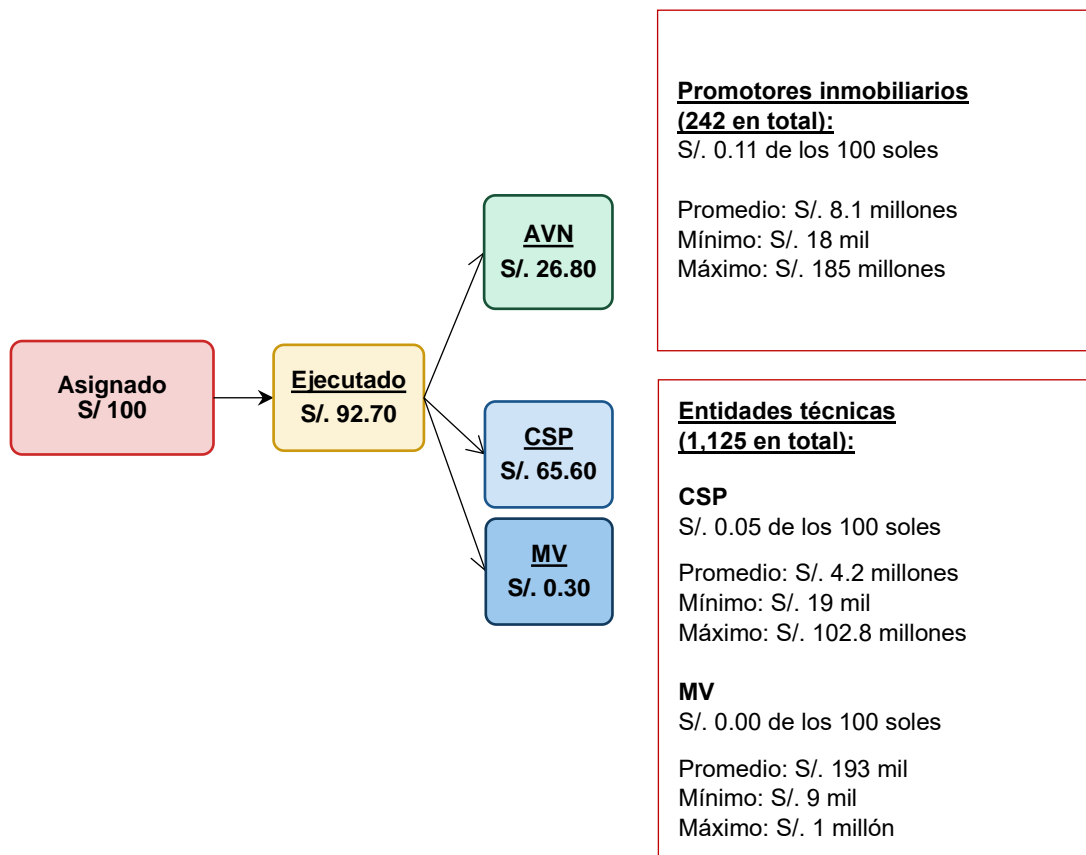 Asignado
S/ 100
Ejecutado
S/. 92.70
AVN
S/. 26.80
CSP
S/. 65.60
MV
S/. 0.30
Promotores inmobiliarios
(242 en total):
S/. 0.11 de los 100 soles
Promedio: S/. 8.1 millones
Mínimo: S/. 18 mil
Máximo: S/. 185 millones
Entidades técnicas
(1,125 en total):
CSP
S/. 0.05 de los 100 soles
Promedio: S/. 4.2 millones
Mínimo: S/. 19 mil
Máximo: S/. 102.8 millones
MV
S/. 0.00 de los 100 soles
Promedio: S/. 193 mil
Mínimo: S/. 9 mil
Máximo: S/. 1 millón